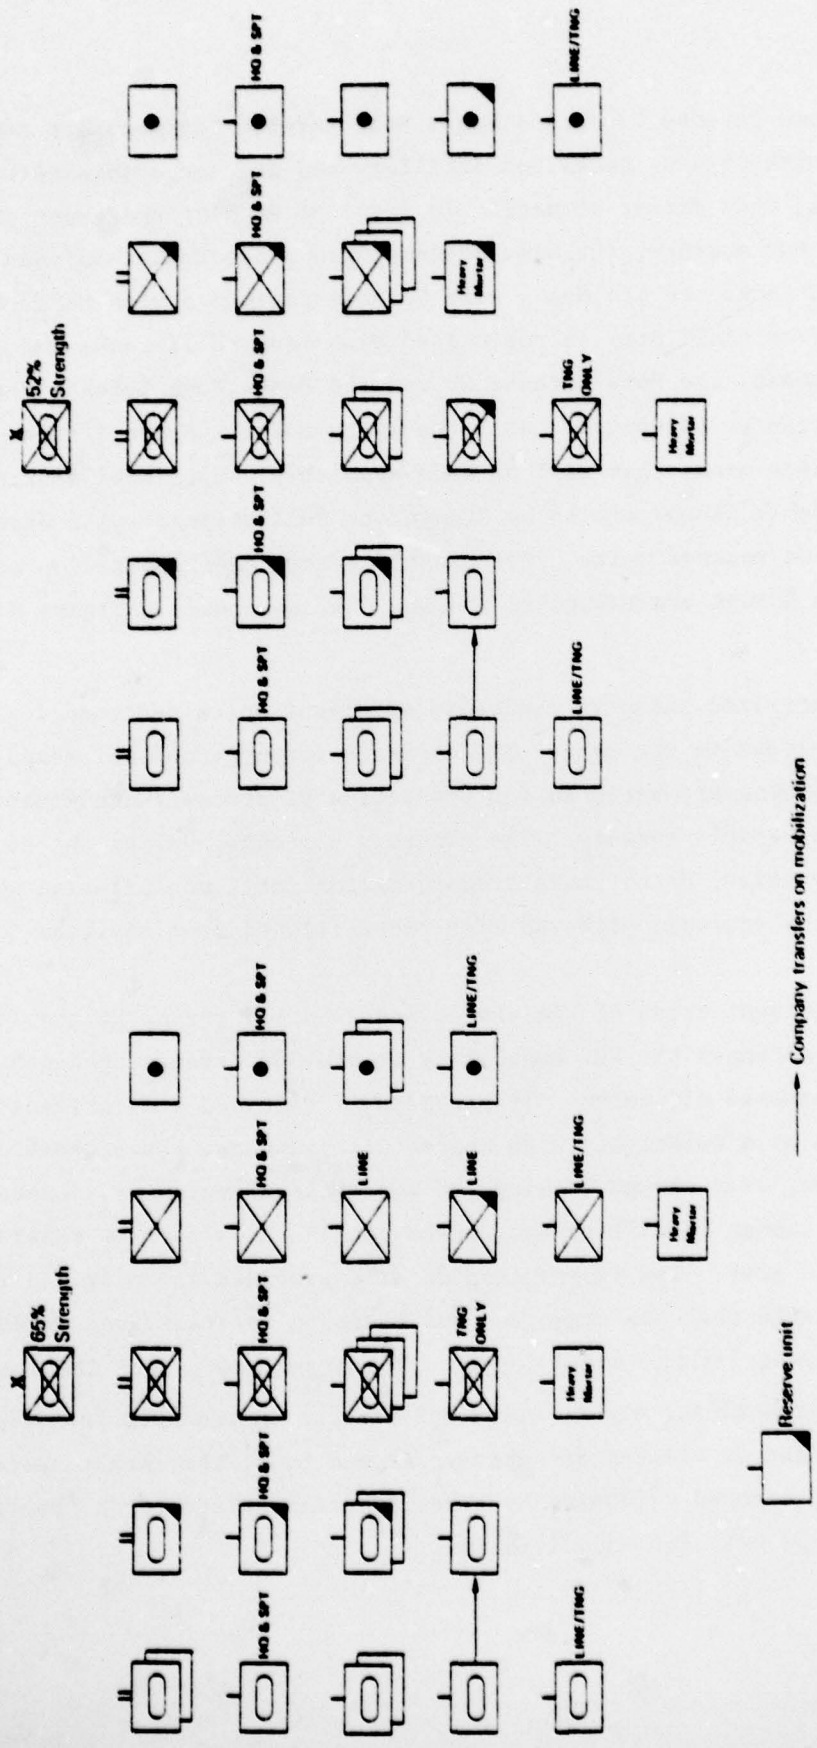 65%
Strength
52%
Strength
HQ & SPT
HQ & SPT
HQ & SPT
HQ & SPT
HQ & SPT
HQ & SPT
HQ & SPT
HQ & SPT
HQ & SPT
HQ & SPT
LINE
TNG
ONLY
LINE
LINE/TNG
Heavy
Mortar
LINE/TNG
Heavy
Mortar
LINE/TNG
LINE/TNG
TNG
ONLY
LINE/TNG
Heavy
Mortar
Heavy
Mortar
Reserve unit
Company transfers on mobilization